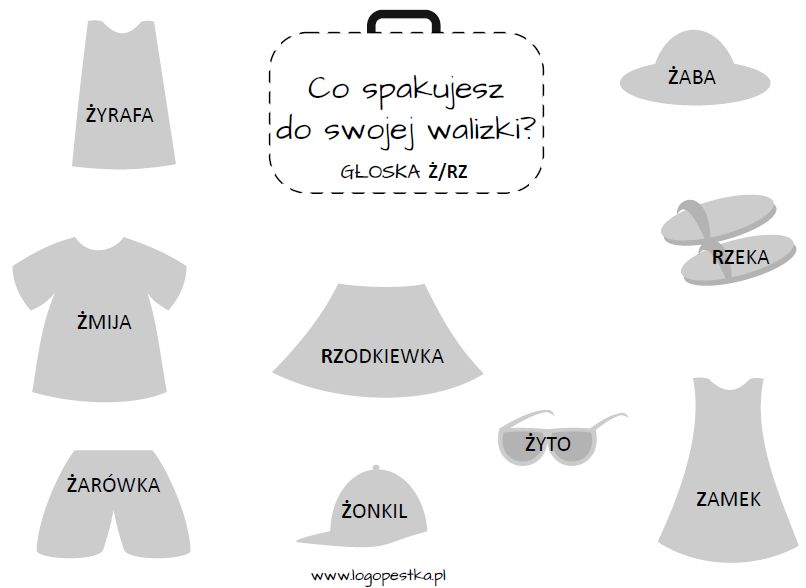 Co spakujesz
do swojej walizki?
GŁOSKA Ż/RZ
ŻYRAFA
ŻABA
RZEKA
ŻMIJA
RZODKIEWKA
ŻYTO
ŻARÓWKA
ŻONKIL
ZAMEK
www.logopestka.pl